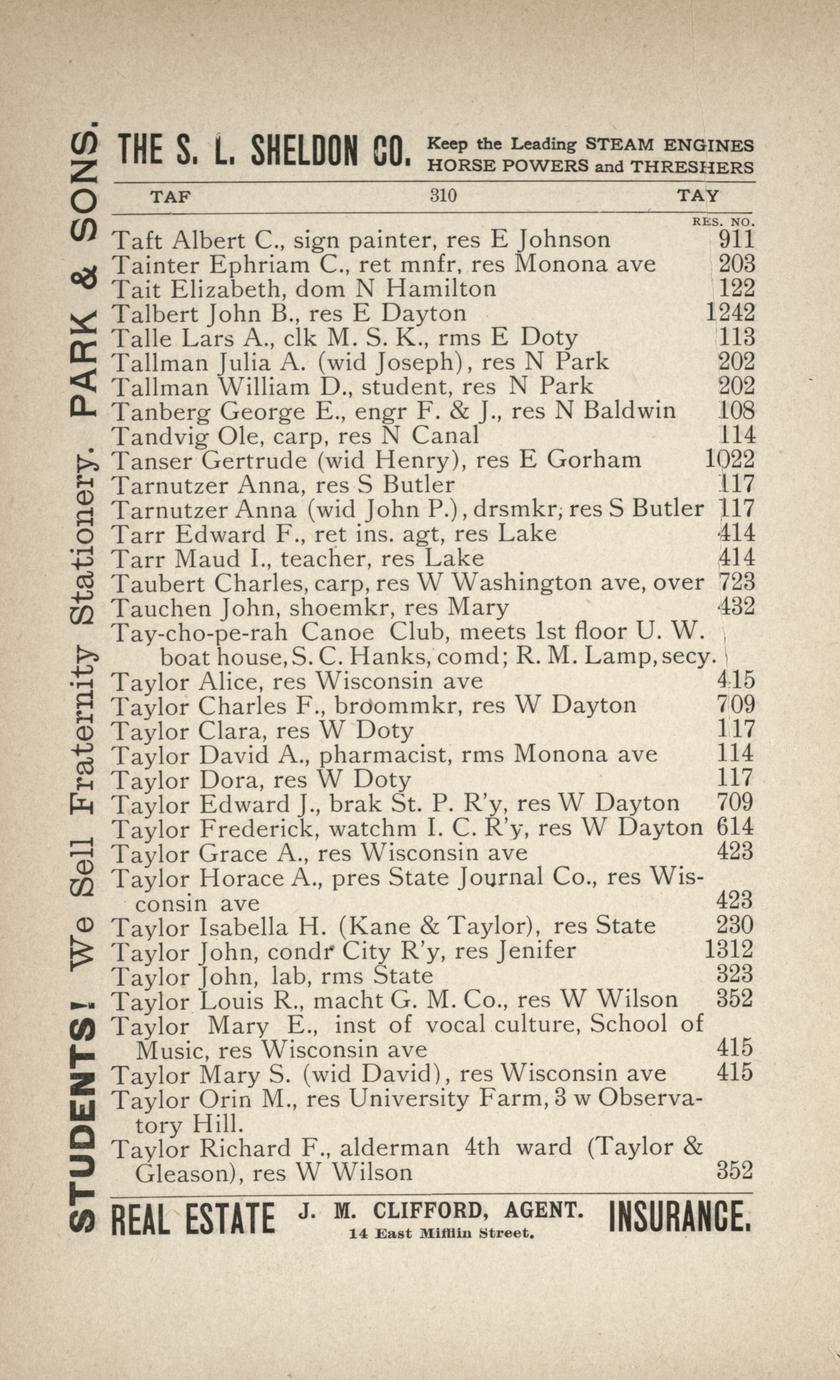 THE S. L. SHELDON CO. Keep the Leading STEAM ENGINES
HORSE POWERS and THRESHERS
TAF 310 TAY
RES. NO.
Taft Albert C., sign painter, res E Johnson 911
Tainter Ephriam C., ret mnfr, res Monona ave 203
Tait Elizabeth, dom N Hamilton 122
Talbert John B., res E Dayton 1242
Talle Lars A., clk M. S. K., rms E Doty 113
Tallman Julia A. (wid Joseph), res N Park 202
Tallman William D., student, res N Park 202
Tanberg George E., engr F. & J., res N Baldwin 108
Tandvig Ole, carp, res N Canal 114
Tanser Gertrude (wid Henry), res E Gorham 1022
Tarnutzer Anna, res S Butler 117
Tarnutzer Anna (wid John P.), drsmkr, res S Butler 117
Tarr Edward F., ret ins. agt, res Lake 414
Tarr Maud I., teacher, res Lake 414
Taubert Charles, carp, res W Washington ave, over 723
Tauchen John, shoemkr, res Mary 432
Tay-cho-pe-rah Canoe Club, meets 1st floor U. W.
boat house, S. C. Hanks, comd; R. M. Lamp, secy.
Taylor Alice, res Wisconsin ave 415
Taylor Charles F., broommkr, res W Dayton 709
Taylor Clara, res W Doty 117
Taylor David A., pharmacist, rms Monona ave 114
Taylor Dora, res W Doty 117
Taylor Edward J., brak St. P. R'y, res W Dayton 709
Taylor Frederick, watchm I. C. R'y, res W Dayton 614
Taylor Grace A., res Wisconsin ave 423
Taylor Horace A., pres State Journal Co., res Wis-
consin ave 423
Taylor Isabella H. (Kane & Taylor), res State 230
Taylor John, condr City R'y, res Jenifer 1312
Taylor John, lab, rms State 323
Taylor Louis R., macht G. M. Co., res W Wilson 352
Taylor Mary E., inst of vocal culture, School of
Music, res Wisconsin ave 415
Taylor Mary S. (wid David), res Wisconsin ave 415
Taylor Orin M., res University Farm, 3 w Observa-
tory Hill.
Taylor Richard F., alderman 4th ward (Taylor &
Gleason), res W Wilson 352
REAL ESTATE J. M. CLIFFORD, AGENT. INSURANCE.
14 East Mifflin Street.
STUDENTS! We Sell Fraternity Stationery. PARK & SONS.